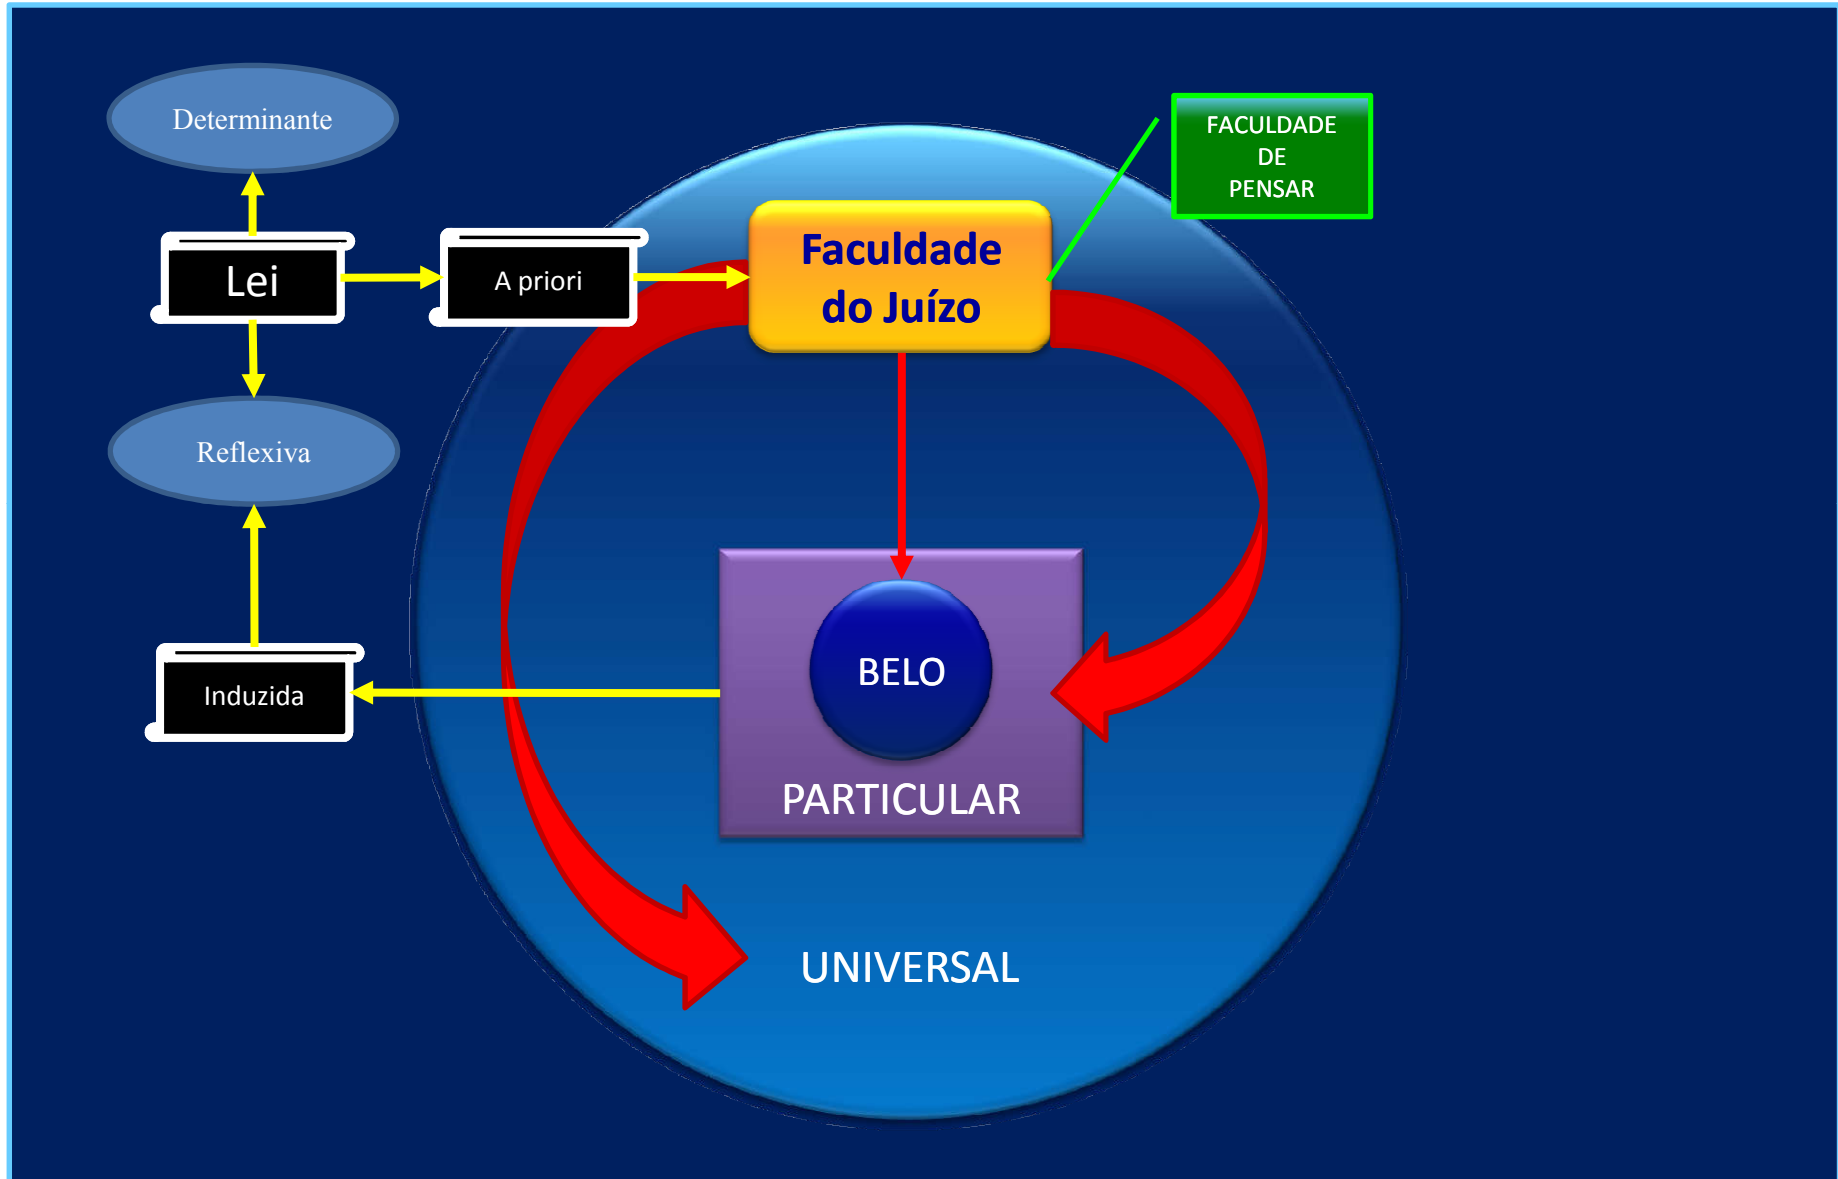 Determinante
FACULDADE
DE
PENSAR
Lei
A priori
Faculdade
do Juízo
Reflexiva
Induzida
BELO
PARTICULAR
UNIVERSAL